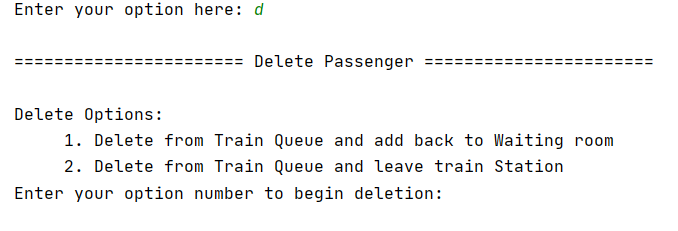 Enter your option here: d
======================= Delete Passenger =======================
Delete Options:
1. Delete from Train Queue and add back to Waiting room
2. Delete from Train Queue and leave train Station
Enter your option number to begin deletion: